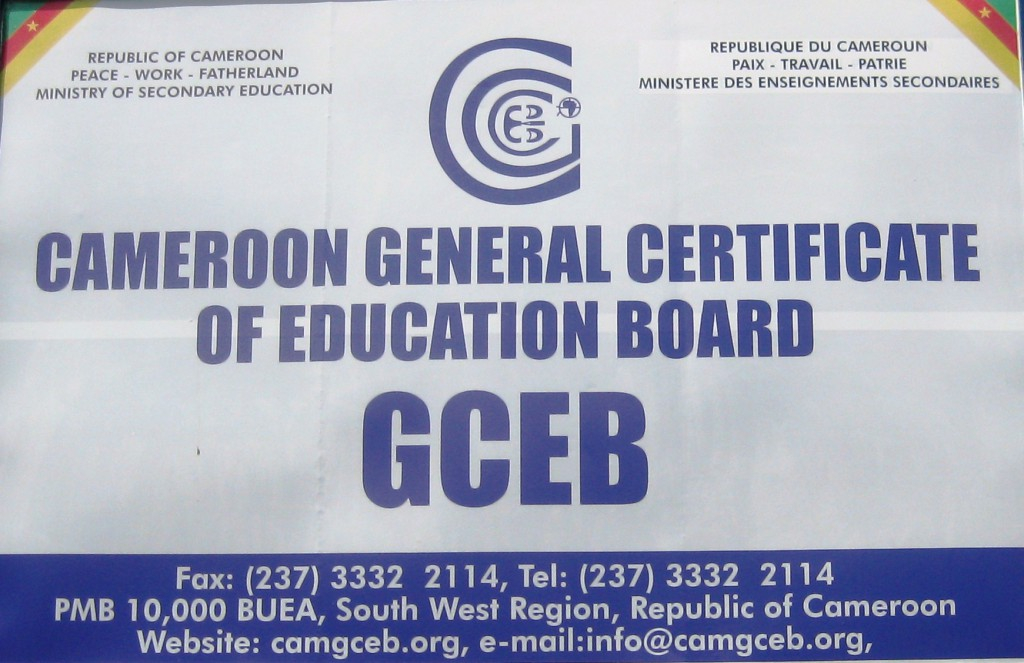 REPUBLIC OF CAMEROON
PEACE - WORK - FATHERLAND
MINISTRY OF SECONDARY EDUCATION
REPUBLIQUE DU CAMEROUN
PAIX - TRAVAIL - PATRIE
MINISTERE DES ENSEIGNEMENTS SECONDAIRES
CAMEROON GENERAL CERTIFICATE
OF EDUCATION BOARD
GCEB
Fax: (237) 3332 2114, Tel: (237) 3332 2114
PMB 10,000 BUEA, South West Region, Republic of Cameroon
Website: camgceb.org, e-mail:info@camgceb.org,